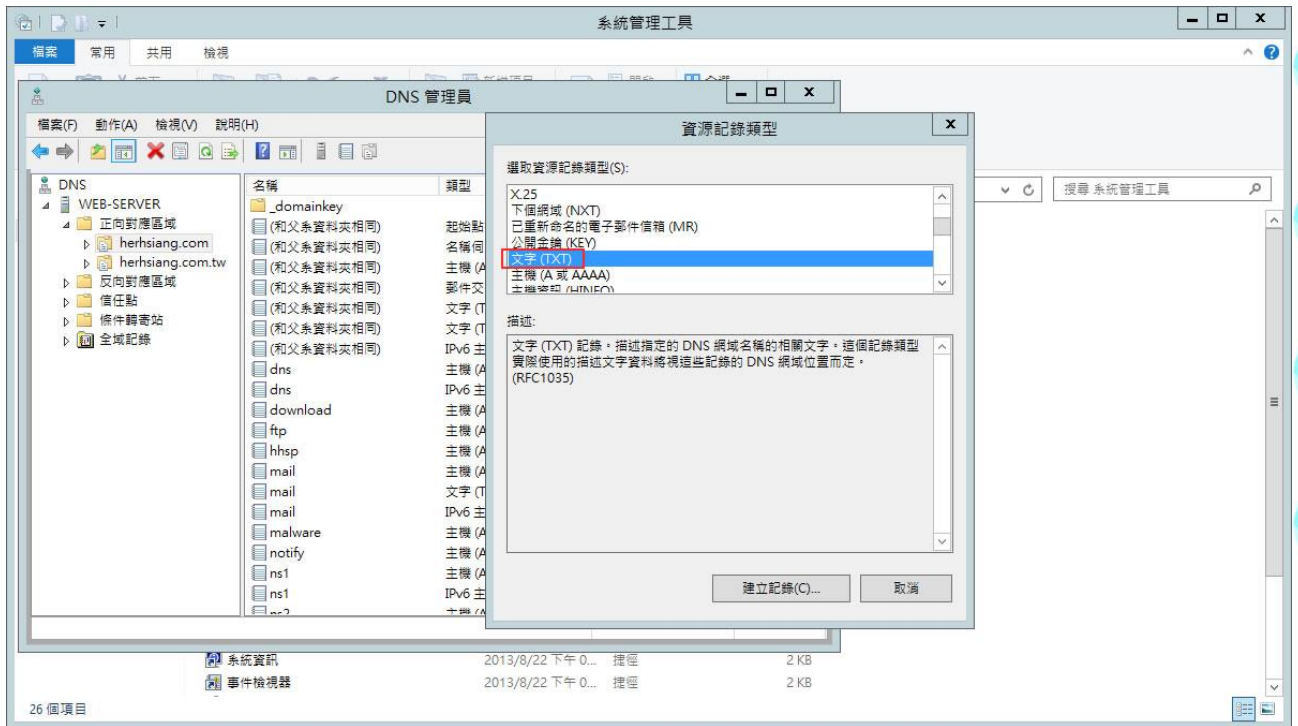 系統管理工具
檔案 常用 共用 檢視
DNS 管理員
檔案(F) 動作(A) 檢視(V) 說明(H)
DNS
WEB-SERVER
正向對應區域
herhsiang.com
herhsiang.com.tw
反向對應區域
信任點
條件轉寄站
全域記錄
名稱 類型
_domainkey
(和父系資料夾相同) 起始點
(和父系資料夾相同) 名稱伺
(和父系資料夾相同) 主機 (A
(和父系資料夾相同) 郵件交
(和父系資料夾相同) 文字 (T
(和父系資料夾相同) 文字 (T
(和父系資料夾相同) IPv6 主
dns 主機 (A
dns IPv6 主
download 主機 (A
ftp 主機 (A
hhsp 主機 (A
mail 主機 (A
mail 文字 (T
mail IPv6 主
malware 主機 (A
notify 主機 (A
ns1 主機 (A
ns1 IPv6 主
ns2 主機 (A
資源記錄類型
選取資源記錄類型(S):
X.25
下個網域 (NXT)
已重新命名的電子郵件信箱 (MR)
公開金鑰 (KEY)
文字 (TXT)
主機 (A 或 AAAA)
主機資訊 (HINFO)
描述:
文字 (TXT) 記錄。描述指定的 DNS 網域名稱的相關文字。這個記錄類型
實際使用的描述文字資料將視這些記錄的 DNS 網域位置而定。
(RFC1035)
建立記錄(C)... 取消
搜尋 系統管理工具
系統資訊 2013/8/22 下午 0... 捷徑 2 KB
事件檢視器 2013/8/22 下午 0... 捷徑 2 KB
26 個項目